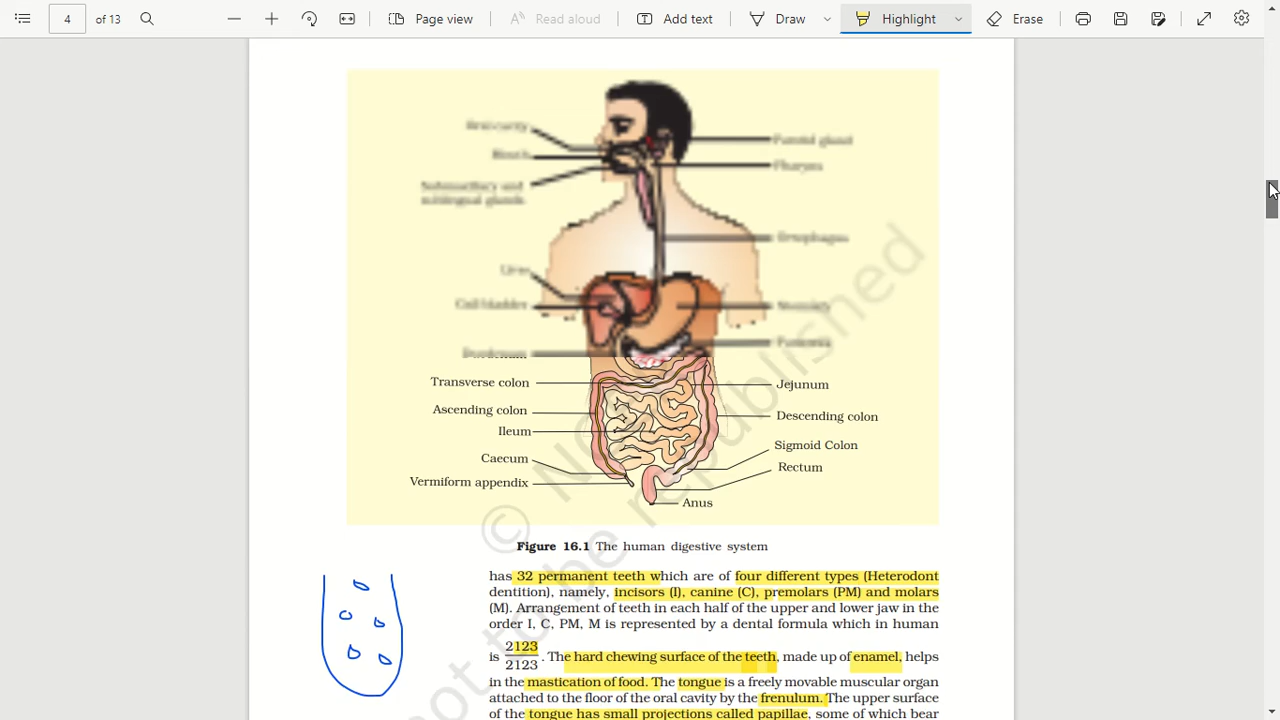 4 of 13 Page view Read aloud Add text Draw Highlight Erase
Transverse colon
Jejunum
Ascending colon
Descending colon
Ileum
Sigmoid Colon
Caecum
Rectum
Vermiform appendix
Anus
Figure 16.1 The human digestive system
has 32 permanent teeth which are of four different types (Heterodont
dentition), namely, incisors (I), canine (C), premolars (PM) and molars
(M). Arrangement of teeth in each half of the upper and lower jaw in the
order I, C, PM, M is represented by a dental formula which in human
is 2123/2123. The hard chewing surface of the teeth, made up of enamel, helps
in the mastication of food. The tongue is a freely movable muscular organ
attached to the floor of the oral cavity by the frenulum. The upper surface
of the tongue has small projections called papillae, some of which bear
not to be republished